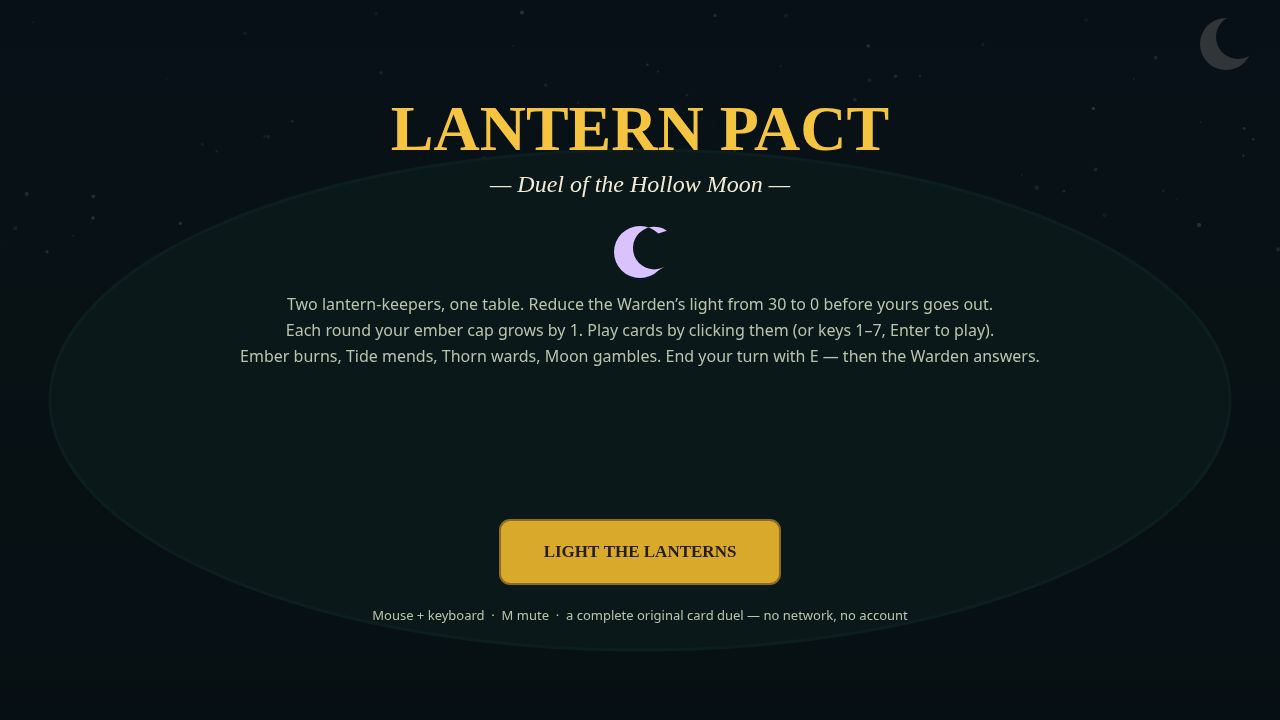 LANTERN PACT
— Duel of the Hollow Moon —
Two lantern-keepers, one table. Reduce the Warden’s light from 30 to 0 before yours goes out.
Each round your ember cap grows by 1. Play cards by clicking them (or keys 1–7, Enter to play).
Ember burns, Tide mends, Thorn wards, Moon gambles. End your turn with E — then the Warden answers.
LIGHT THE LANTERNS
Mouse + keyboard · M mute · a complete original card duel — no network, no account